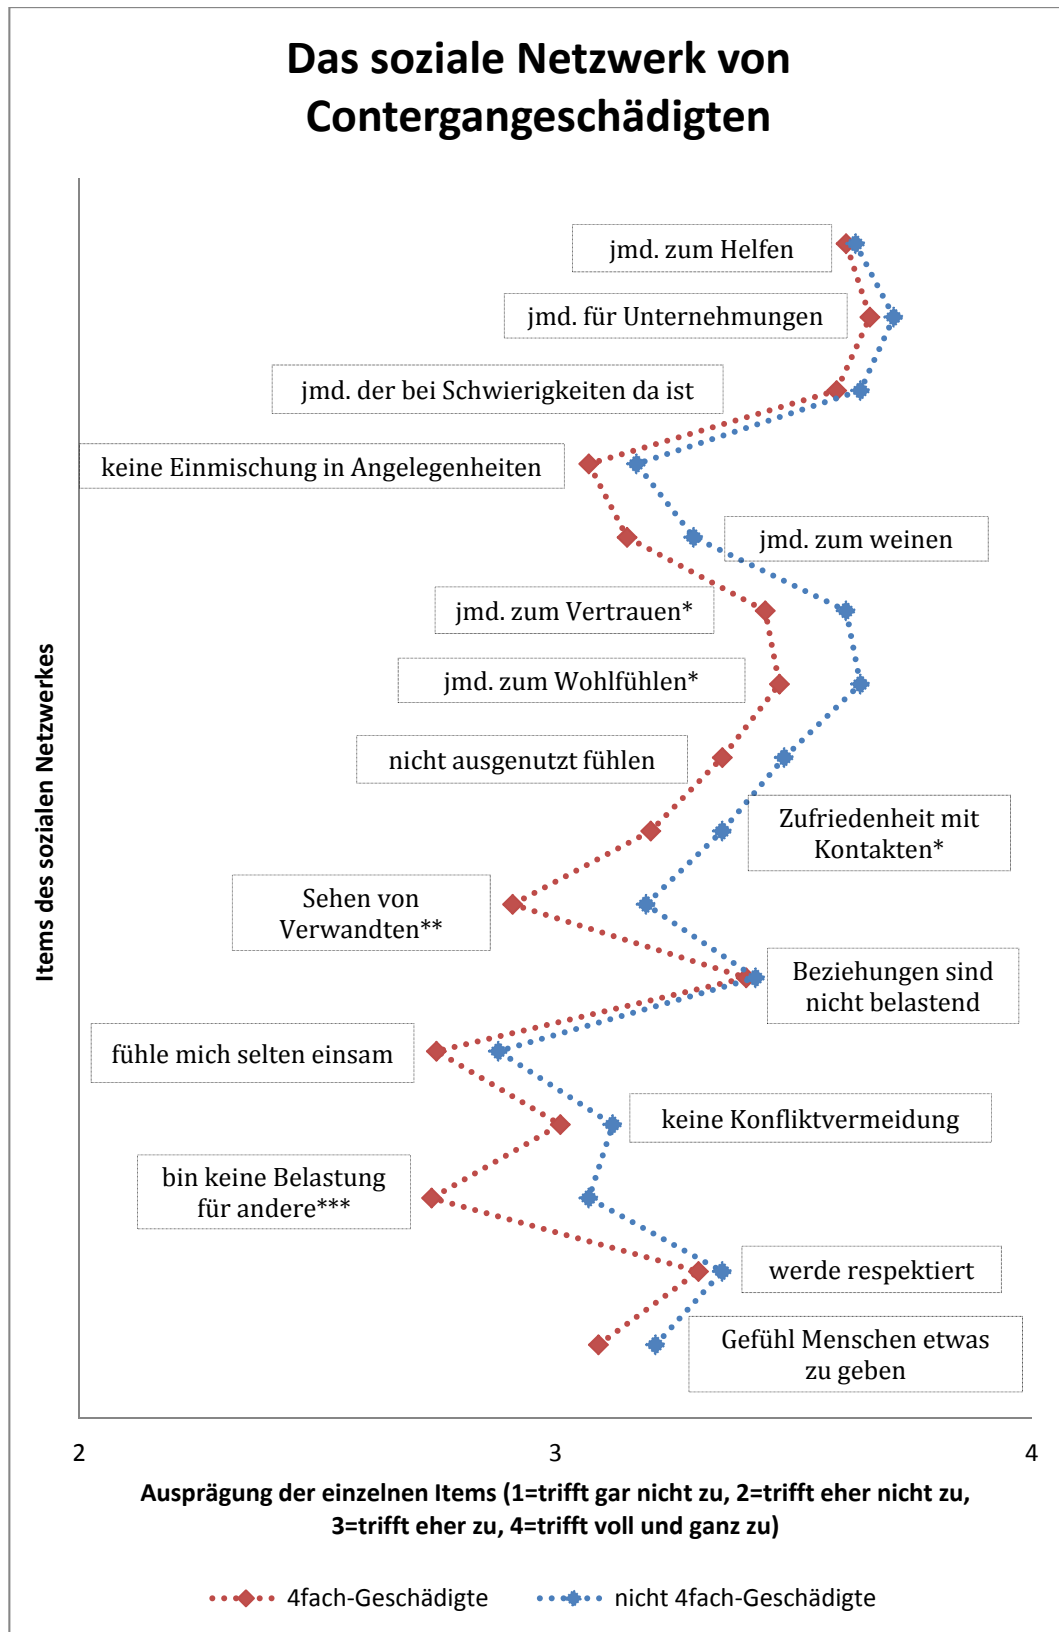 Das soziale Netzwerk von
Contergangeschädigten
jmd. zum Helfen
jmd. für Unternehmungen
jmd. der bei Schwierigkeiten da ist
keine Einmischung in Angelegenheiten
jmd. zum weinen
jmd. zum Vertrauen*
jmd. zum Wohlfühlen*
nicht ausgenutzt fühlen
Zufriedenheit mit
Kontakten*
Sehen von
Verwandten**
Beziehungen sind
nicht belastend
fühle mich selten einsam
keine Konfliktvermeidung
bin keine Belastung
für andere***
werde respektiert
Gefühl Menschen etwas
zu geben
Items des sozialen Netzwerkes
2 3 4
Ausprägung der einzelnen Items (1=trifft gar nicht zu, 2=trifft eher nicht zu,
3=trifft eher zu, 4=trifft voll und ganz zu)
4fach-Geschädigte nicht 4fach-Geschädigte